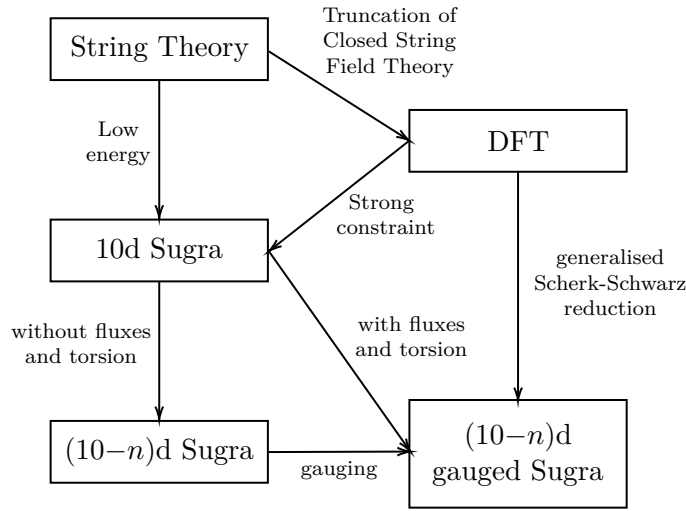 String Theory
Truncation of
Closed String
Field Theory
Low
energy
DFT
Strong
constraint
10d Sugra
generalised
Scherk-Schwarz
reduction
without fluxes
and torsion
with fluxes
and torsion
(10−n)d Sugra
gauging
(10−n)d
gauged Sugra